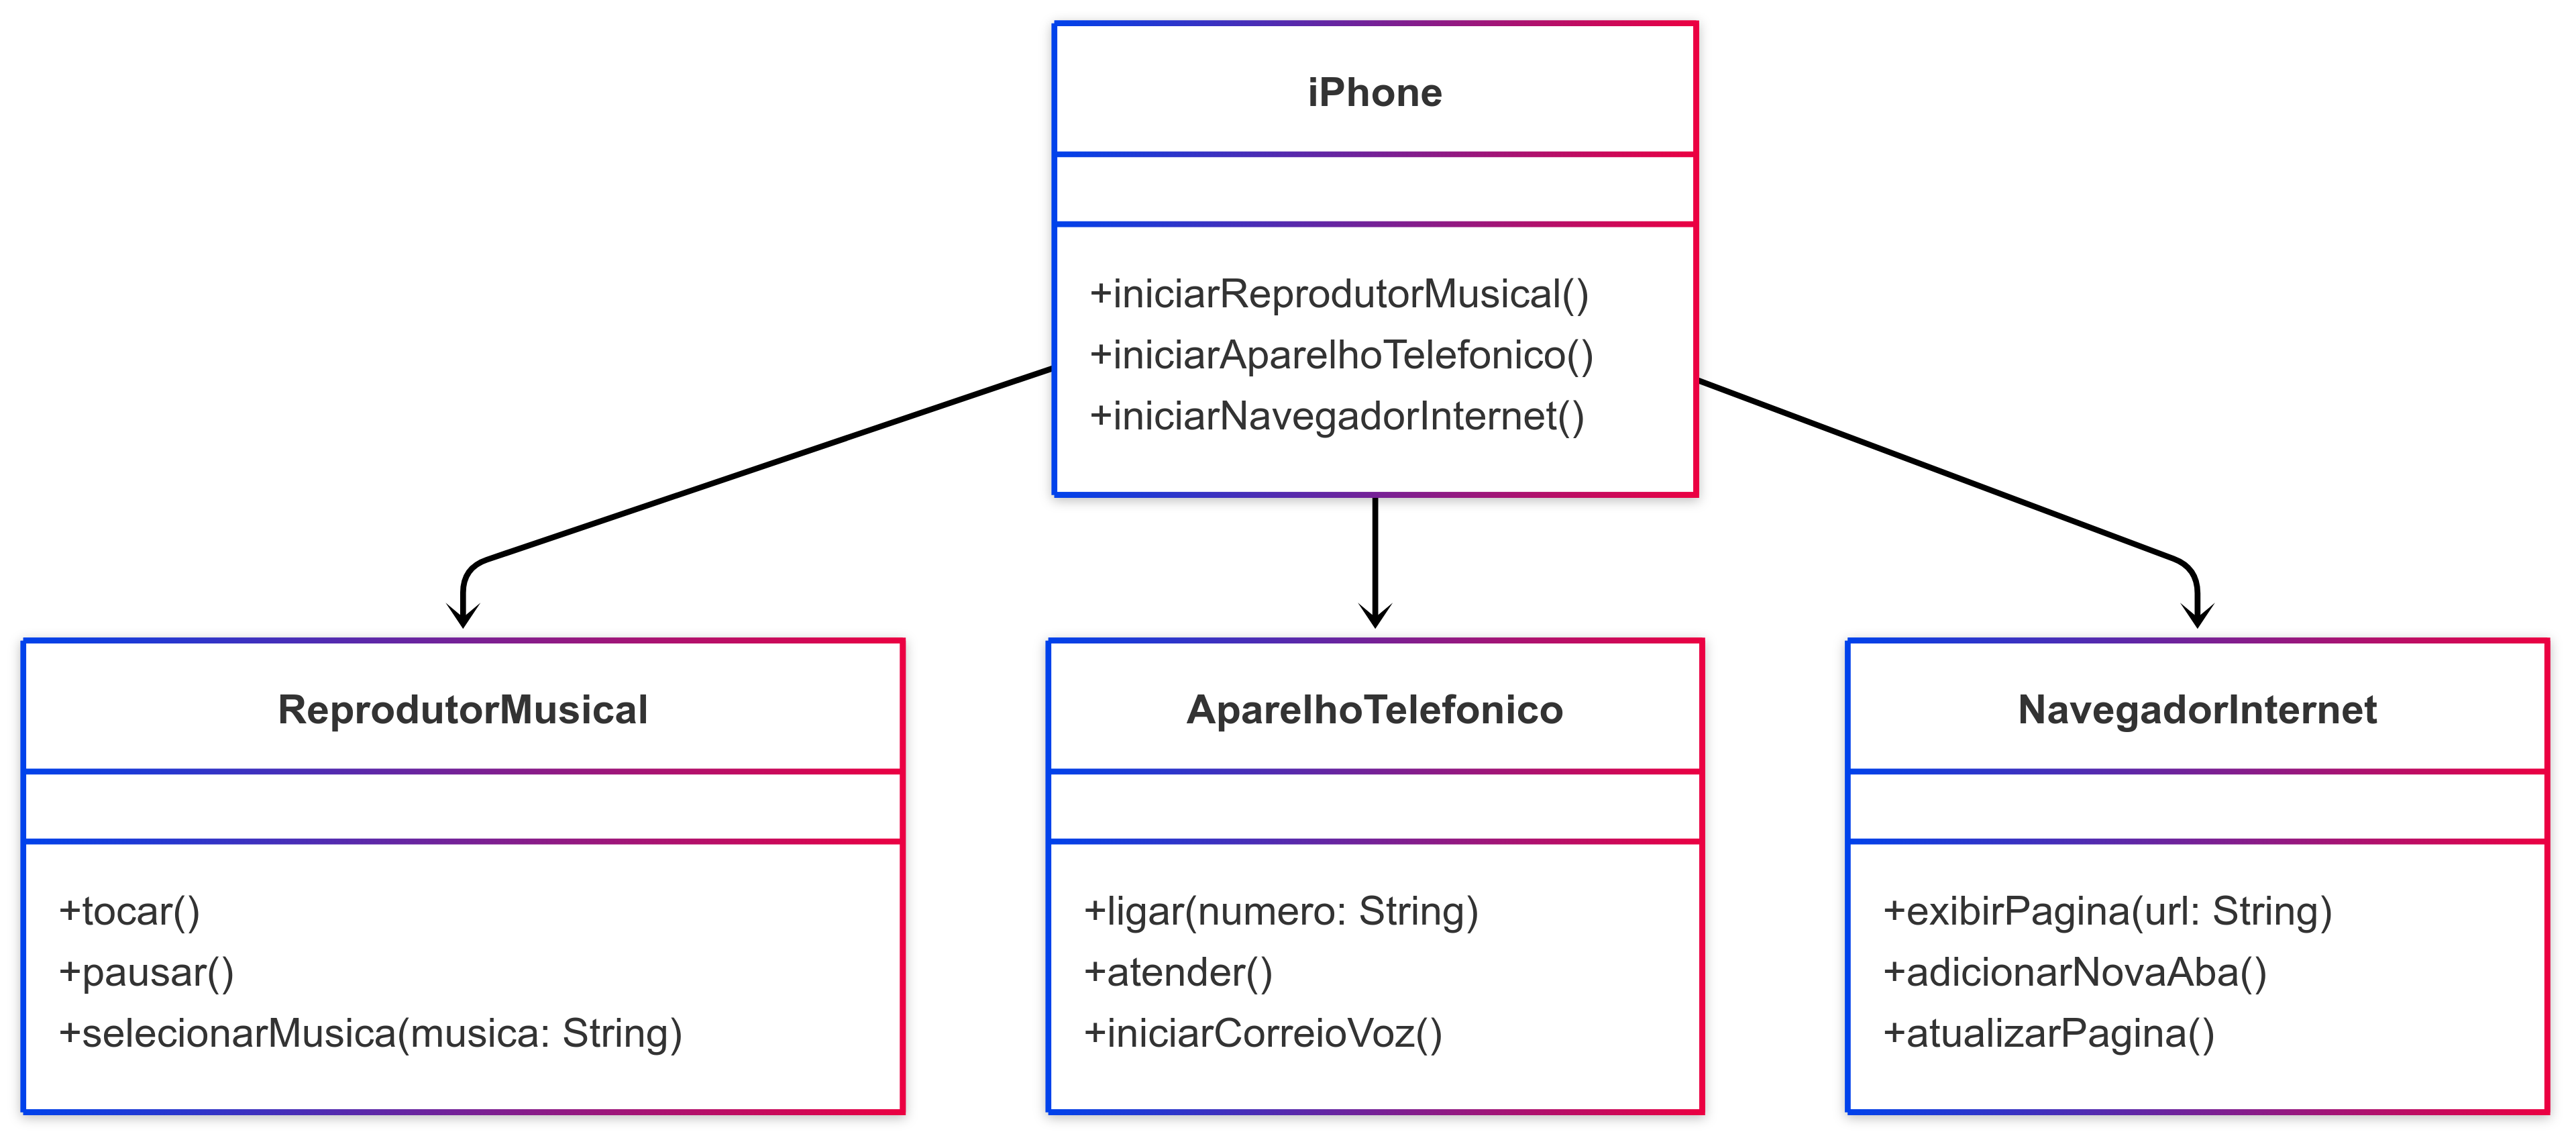 iPhone
+iniciarReprodutorMusical()
+iniciarAparelhoTelefonico()
+iniciarNavegadorInternet()
ReprodutorMusical
+tocar()
+pausar()
+selecionarMusica(musica: String)
AparelhoTelefonico
+ligar(numero: String)
+atender()
+iniciarCorreioVoz()
NavegadorInternet
+exibirPagina(url: String)
+adicionarNovaAba()
+atualizarPagina()